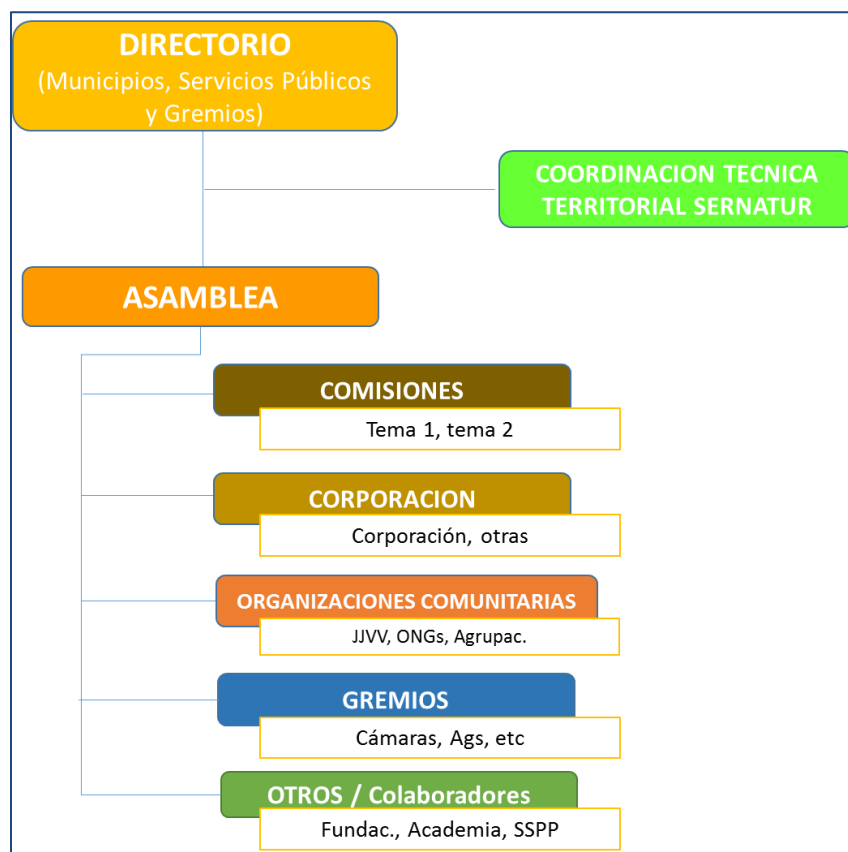 DIRECTORIO
(Municipios, Servicios Públicos
y Gremios)
COORDINACION TECNICA
TERRITORIAL SERNATUR
ASAMBLEA
COMISIONES
Tema 1, tema 2
CORPORACION
Corporación, otras
ORGANIZACIONES COMUNITARIAS
JJVV, ONGs, Agrupac.
GREMIOS
Cámaras, Ags, etc
OTROS / Colaboradores
Fundac., Academia, SSPP